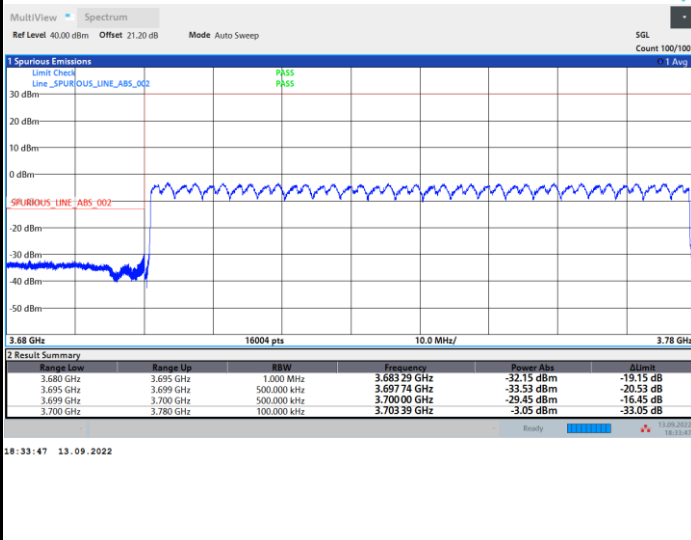 MultiView Spectrum
Ref Level 40.00 dBm Offset 21.20 dB Mode Auto Sweep SGL
Count 100/100
1 Spurious Emissions 1 Avg
Limit Check PASS
Line _SPURIOUS_LINE_ABS_002 PASS
30 dBm
20 dBm
10 dBm
0 dBm
_SPURIOUS_LINE_ABS_002
-20 dBm
-30 dBm
-40 dBm
-50 dBm
3.68 GHz 16004 pts 10.0 MHz/ 3.78 GHz
2 Result Summary
Range Low Range Up RBW Frequency Power Abs ΔLimit
3.680 GHz 3.695 GHz 1.000 MHz 3.683 29 GHz -32.15 dBm -19.15 dB
3.695 GHz 3.699 GHz 500.000 kHz 3.697 74 GHz -33.53 dBm -20.53 dB
3.699 GHz 3.700 GHz 500.000 kHz 3.700 00 GHz -29.45 dBm -16.45 dB
3.700 GHz 3.780 GHz 100.000 kHz 3.703 39 GHz -3.05 dBm -33.05 dB
Ready 13.09.2022
18:33:47
18:33:47 13.09.2022